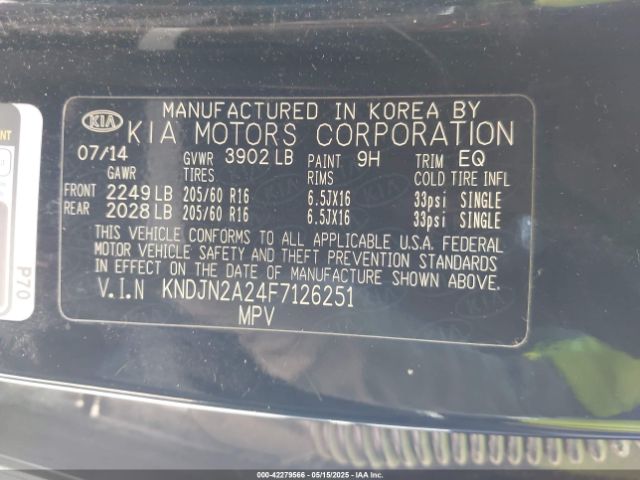 MANUFACTURED IN KOREA BY
KIA KIA MOTORS CORPORATION
07/14 GVWR 3902 LB PAINT 9H TRIM EQ
GAWR TIRES RIMS COLD TIRE INFL
FRONT 2249 LB 205/60 R16 6.5JX16 33psi SINGLE
REAR 2028 LB 205/60 R16 6.5JX16 33psi SINGLE
THIS VEHICLE CONFORMS TO ALL APPLICABLE U.S.A. FEDERAL
MOTOR VEHICLE SAFETY AND THEFT PREVENTION STANDARDS
IN EFFECT ON THE DATE OF MANUFACTURE SHOWN ABOVE.
V.I.N KNDJN2A24F7126251
MPV
P70
000-42279566 - 05/15/2025 - IAA Inc. (owner)